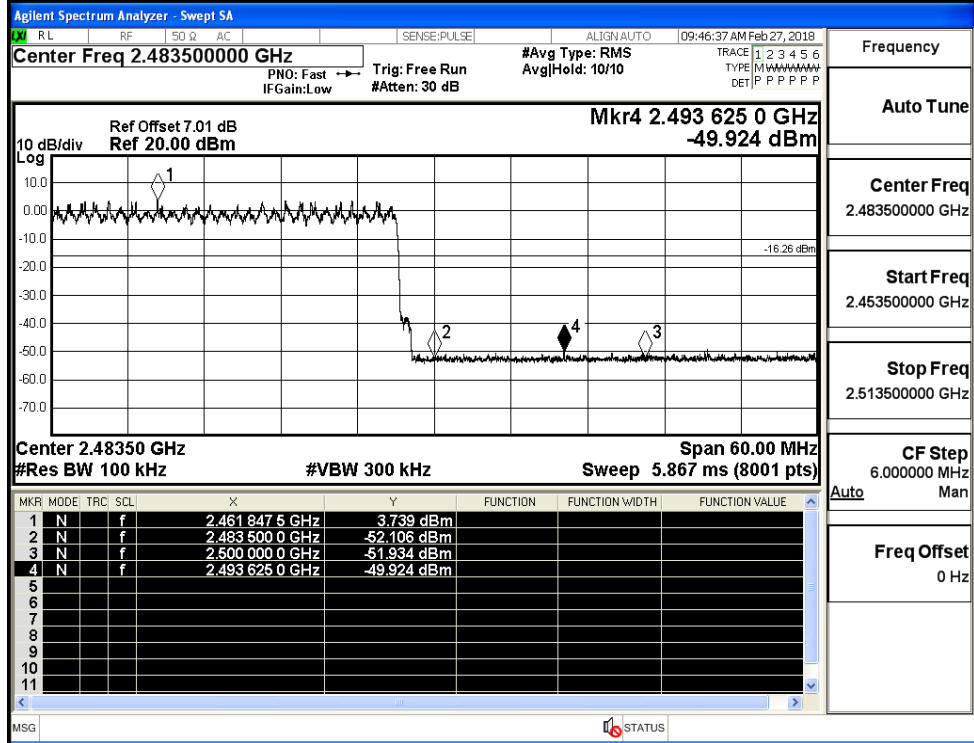 Agilent Spectrum Analyzer - Swept SA
LXI RL RF 50 Ω AC SENSE:PULSE ALIGN AUTO 09:46:37 AM Feb 27, 2018
Center Freq 2.483500000 GHz
PNO: Fast
IFGain:Low
Trig: Free Run
#Atten: 30 dB
#Avg Type: RMS
Avg|Hold: 10/10
TRACE 1 2 3 4 5 6
TYPE M W W W W W
DET P P P P P P
Mkr4 2.493 625 0 GHz
-49.924 dBm
Ref Offset 7.01 dB
10 dB/div Ref 20.00 dBm
Log
10.0
0.00
-10.0
-20.0
-30.0
-40.0
-50.0
-60.0
-70.0
1
-16.26 dBm
2
4
3
Center 2.48350 GHz Span 60.00 MHz
#Res BW 100 kHz #VBW 300 kHz Sweep 5.867 ms (8001 pts)
MKR MODE TRC SCL X Y FUNCTION FUNCTION WIDTH FUNCTION VALUE
1 N f 2.461 847 5 GHz 3.739 dBm
2 N f 2.483 500 0 GHz -52.106 dBm
3 N f 2.500 000 0 GHz -51.934 dBm
4 N f 2.493 625 0 GHz -49.924 dBm
5
6
7
8
9
10
11
MSG STATUS
Frequency
Auto Tune
Center Freq
2.483500000 GHz
Start Freq
2.453500000 GHz
Stop Freq
2.513500000 GHz
CF Step
6.000000 MHz
Auto Man
Freq Offset
0 Hz